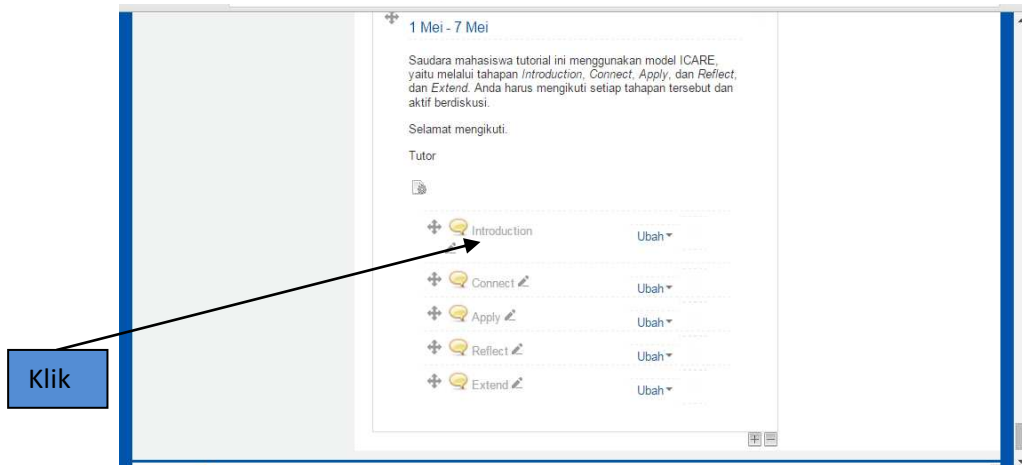 1 Mei - 7 Mei
Saudara mahasiswa tutorial ini menggunakan model ICARE,
yaitu melalui tahapan Introduction, Connect, Apply, dan Reflect,
dan Extend. Anda harus mengikuti setiap tahapan tersebut dan
aktif berdiskusi.
Selamat mengikuti.
Tutor
Introduction Ubah
Connect Ubah
Apply Ubah
Reflect Ubah
Extend Ubah
Klik